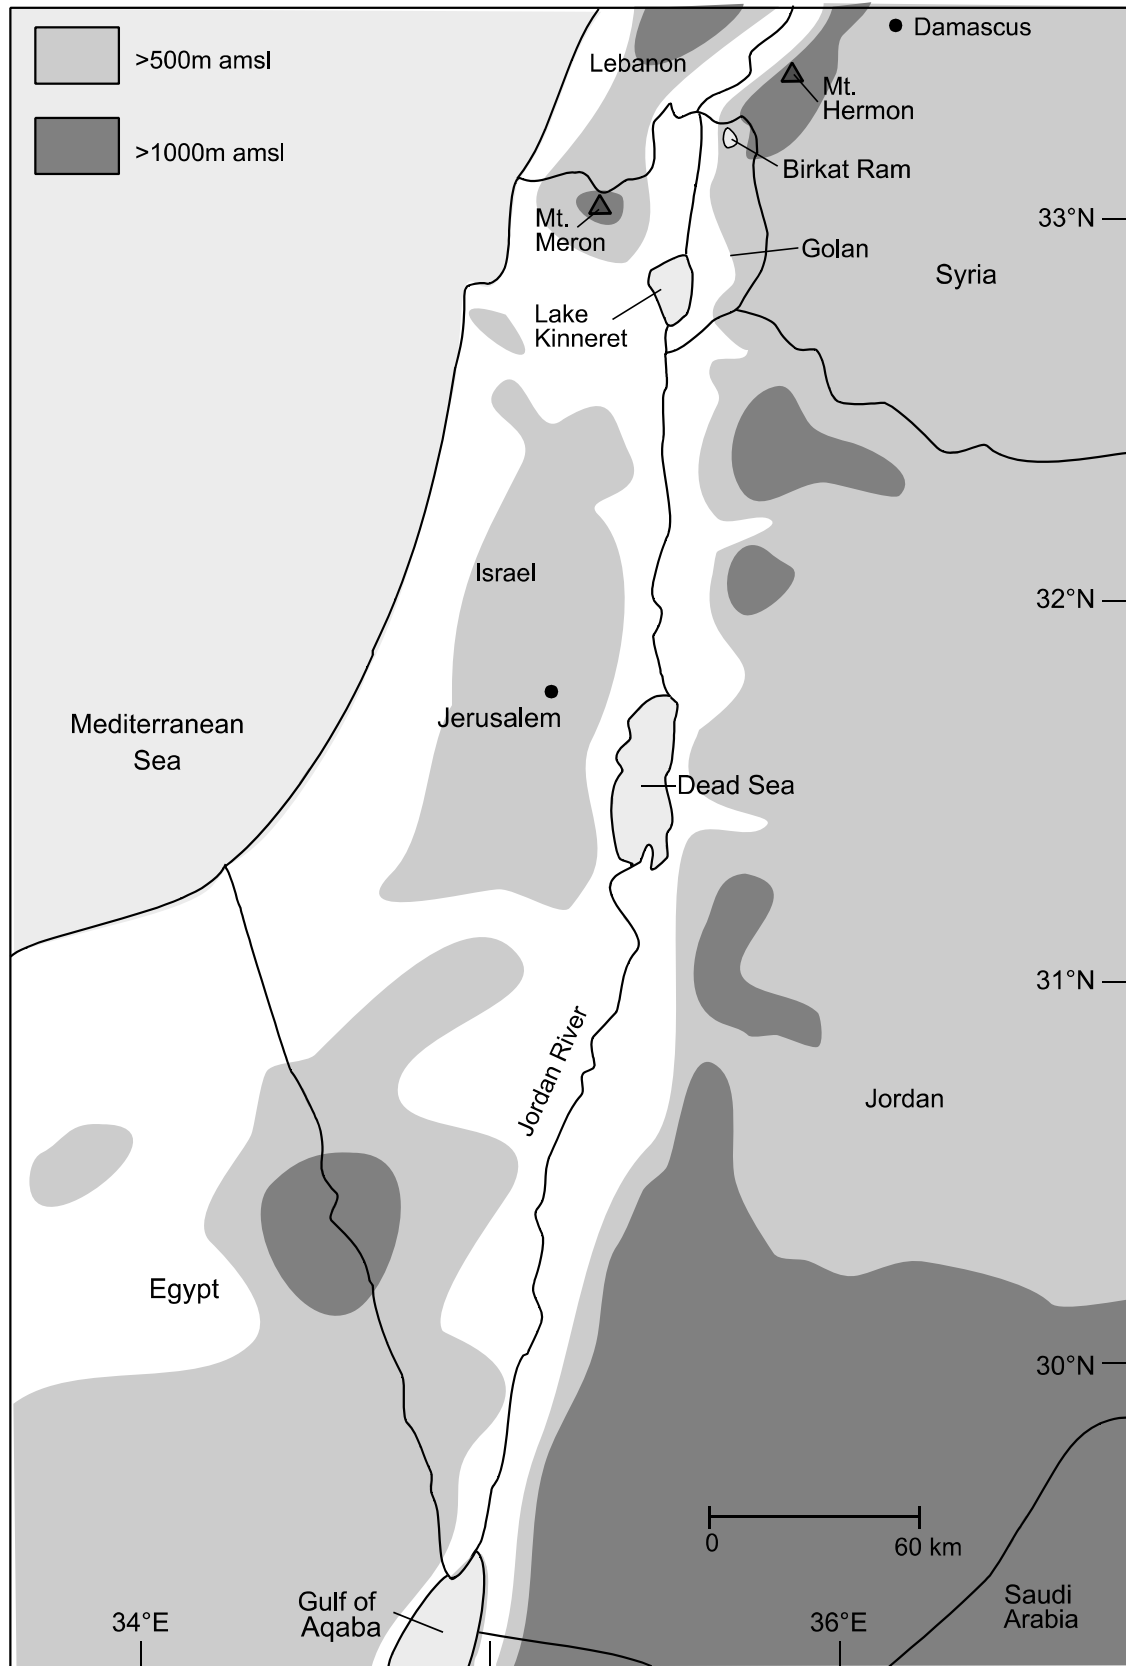 >500m amsl
>1000m amsl
Lebanon
Damascus
Mt.
Hermon
Birkat Ram
Mt.
Meron
33°N
Golan
Syria
Lake
Kinneret
Israel
32°N
Jerusalem
Mediterranean
Sea
Dead Sea
31°N
Jordan River
Jordan
Egypt
30°N
0
60 km
Gulf of
Aqaba
Saudi
Arabia
34°E
36°E